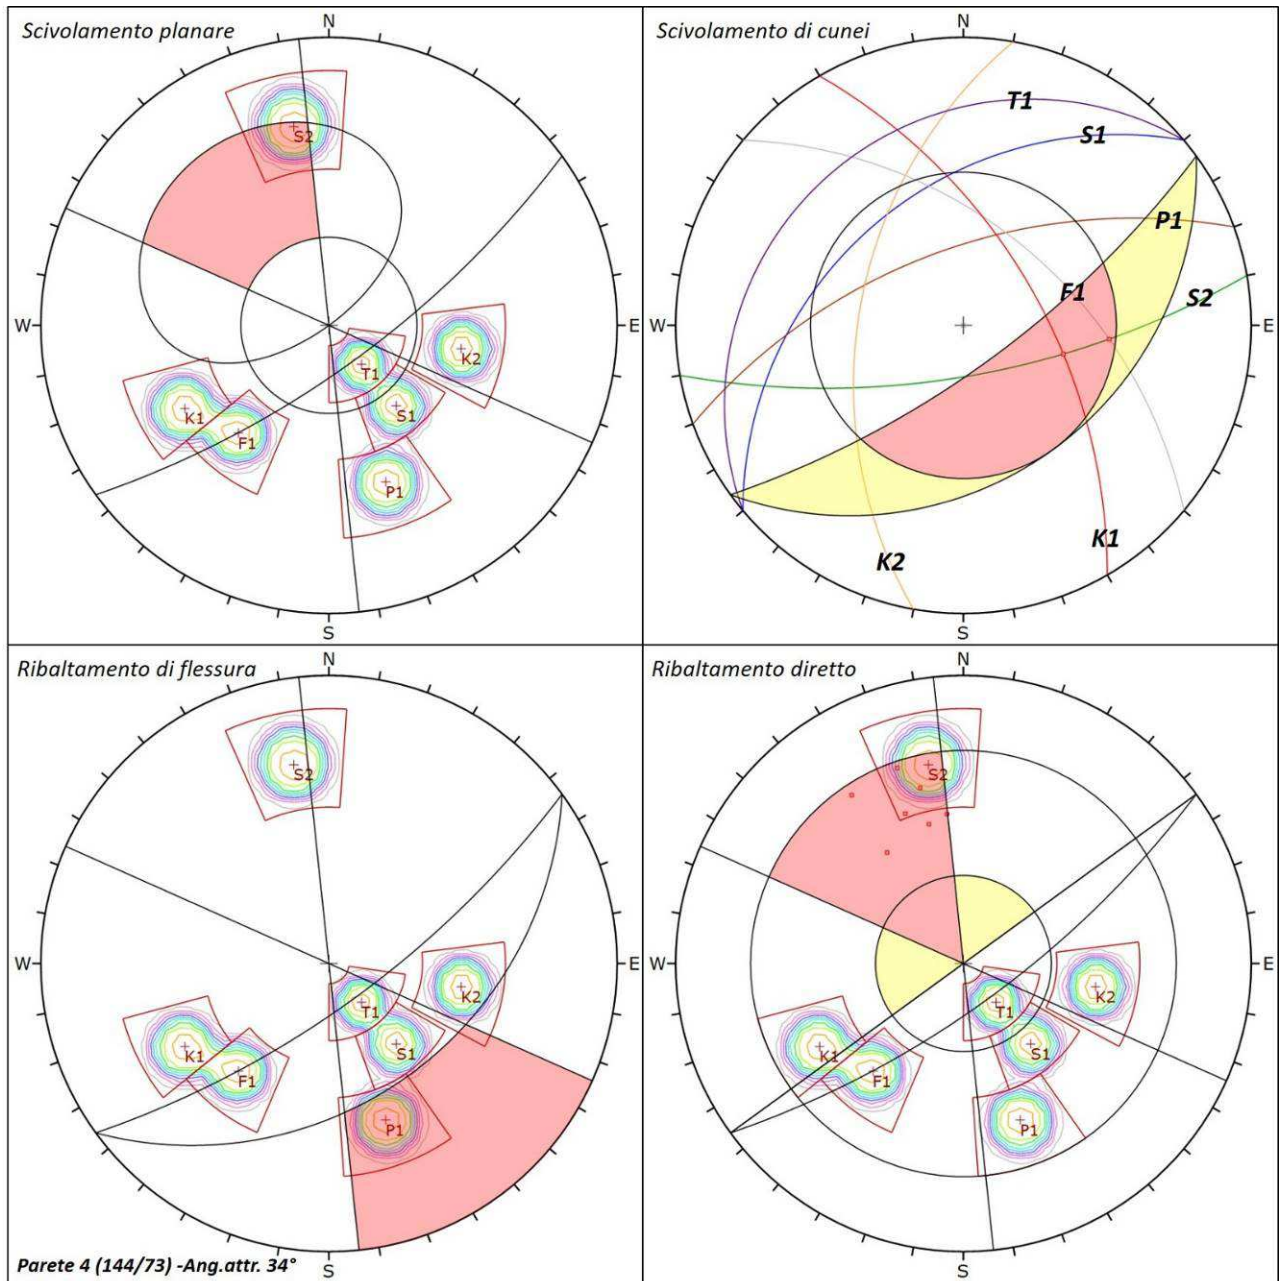 Scivolamento planare
N
S2
W
E
K2
T1
S1
K1
F1
P1
S
Scivolamento di cunei
N
T1
S1
P1
F1
S2
W
E
K1
K2
S
Ribaltamento di flessura
N
S2
W
E
K2
T1
S1
K1
F1
P1
S
Parete 4 (144/73) -Ang.attr. 34°
Ribaltamento diretto
N
S2
W
E
K2
T1
S1
K1
F1
P1
S